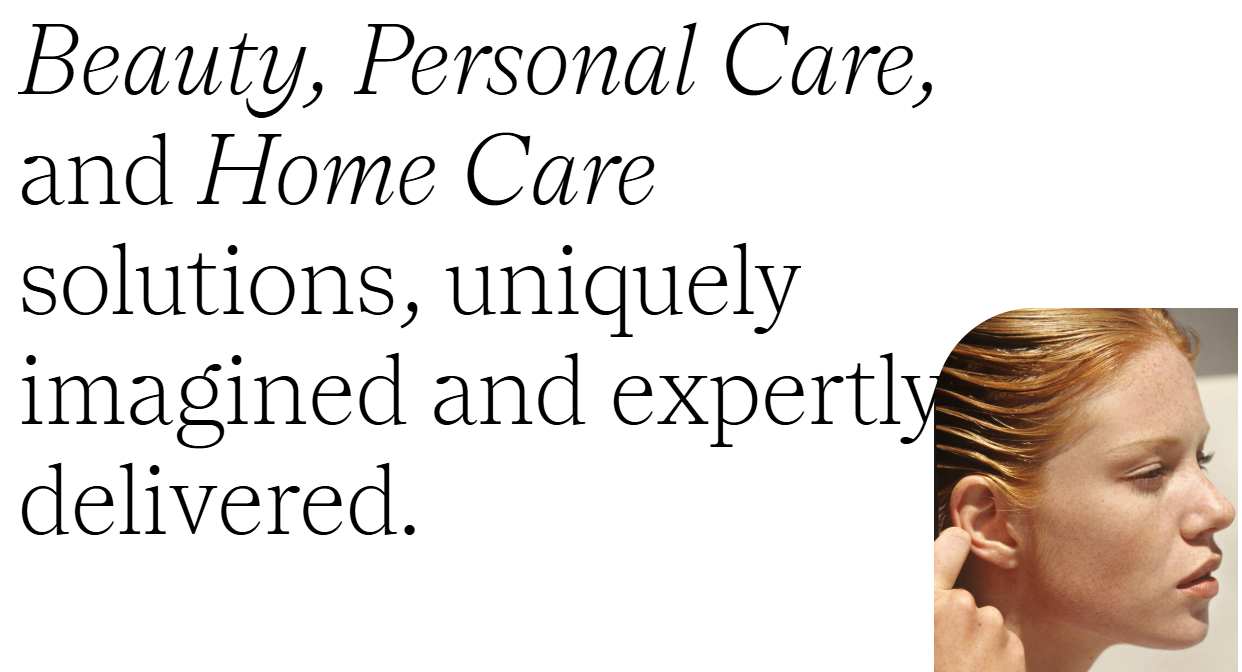 Beauty, Personal Care,
and Home Care
solutions, uniquely
imagined and expertly
delivered.